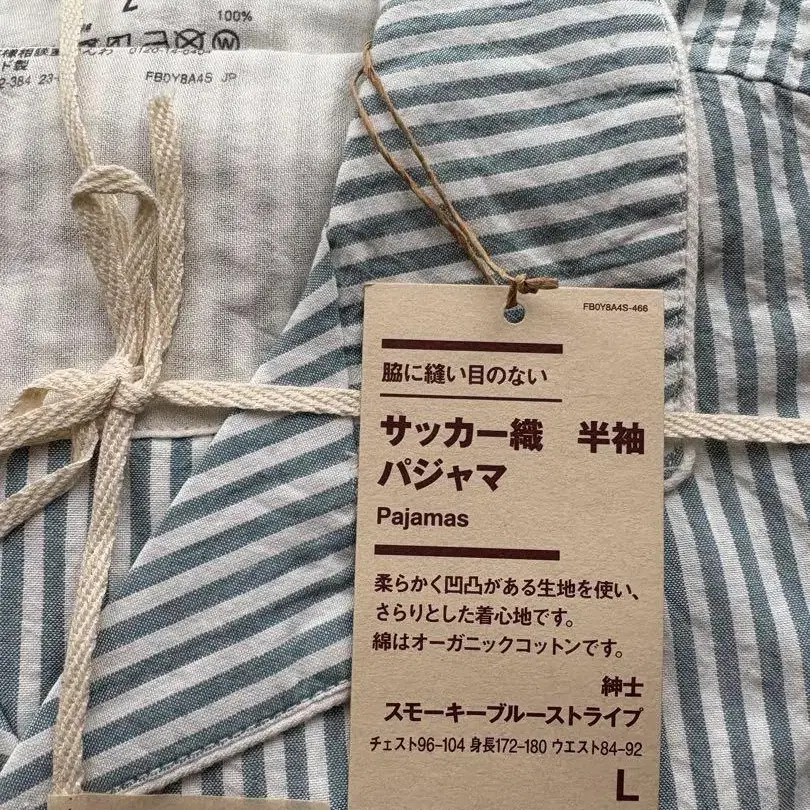 L
100%
FB0Y8A4S JP
FB0Y8A4S-466
脇に縫い目のない
サッカー織 半袖
パジャマ
Pajamas
柔らかく凹凸がある生地を使い、
さらりとした着心地です。
綿はオーガニックコットンです。
紳士
スモーキーブルーストライプ
チェスト96-104 身長172-180 ウエスト84-92
L